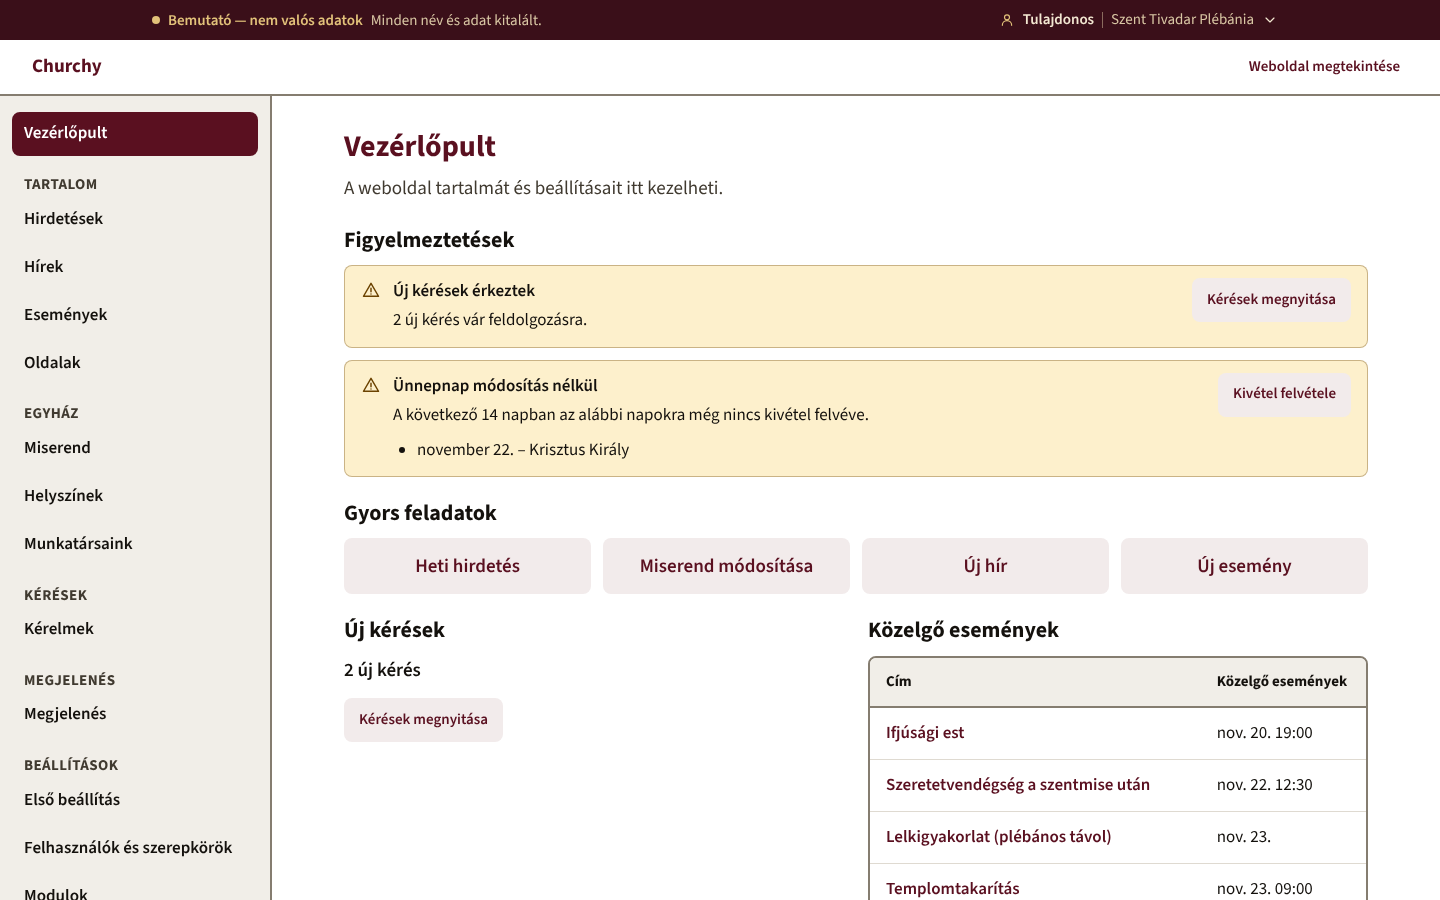 Bemutató — nem valós adatok Minden név és adat kitalált.
Tulajdonos Szent Tivadar Plébánia
Churchy
Weboldal megtekintése
Vezérlőpult
TARTALOM
Hirdetések
Hírek
Események
Oldalak
EGYHÁZ
Miserend
Helyszínek
Munkatársaink
KÉRÉSEK
Kérelmek
MEGJELENÉS
Megjelenés
BEÁLLÍTÁSOK
Első beállítás
Felhasználók és szerepkörök
Modulok
Vezérlőpult
A weboldal tartalmát és beállításait itt kezelheti.
Figyelmeztetések
Új kérések érkeztek
2 új kérés vár feldolgozásra.
Kérések megnyitása
Ünnepnap módosítás nélkül
A következő 14 napban az alábbi napokra még nincs kivétel felvéve.
• november 22. – Krisztus Király
Kivétel felvétele
Gyors feladatok
Heti hirdetés
Miserend módosítása
Új hír
Új esemény
Új kérések
2 új kérés
Kérések megnyitása
Közelgő események
Cím Közelgő események
Ifjúsági est nov. 20. 19:00
Szeretetvendégség a szentmise után nov. 22. 12:30
Lelkigyakorlat (plébános távol) nov. 23.
Templomtakarítás nov. 23. 09:00